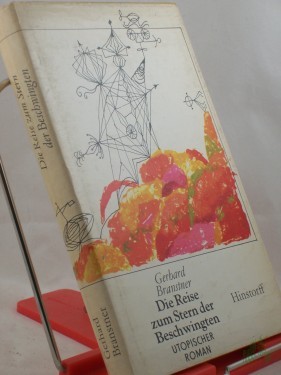 Gerhard
Branstner
Die Reise
zum Stern der
Beschwingten
UTOPISCHER
ROMAN
Hinstorff
Gerhard
Branstner
Die Reise zum Stern
der Beschwingten